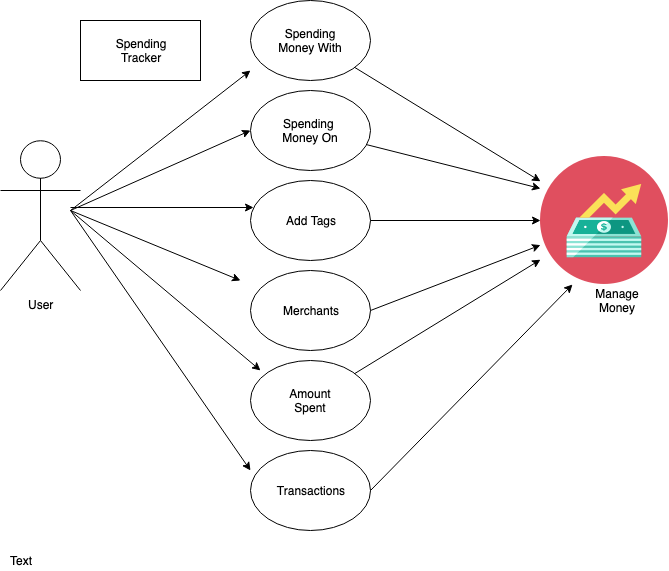 Spending
Tracker
Spending
Money With
Spending
Money On
Add Tags
Merchants
Amount
Spent
Transactions
User
$
Manage
Money
Text